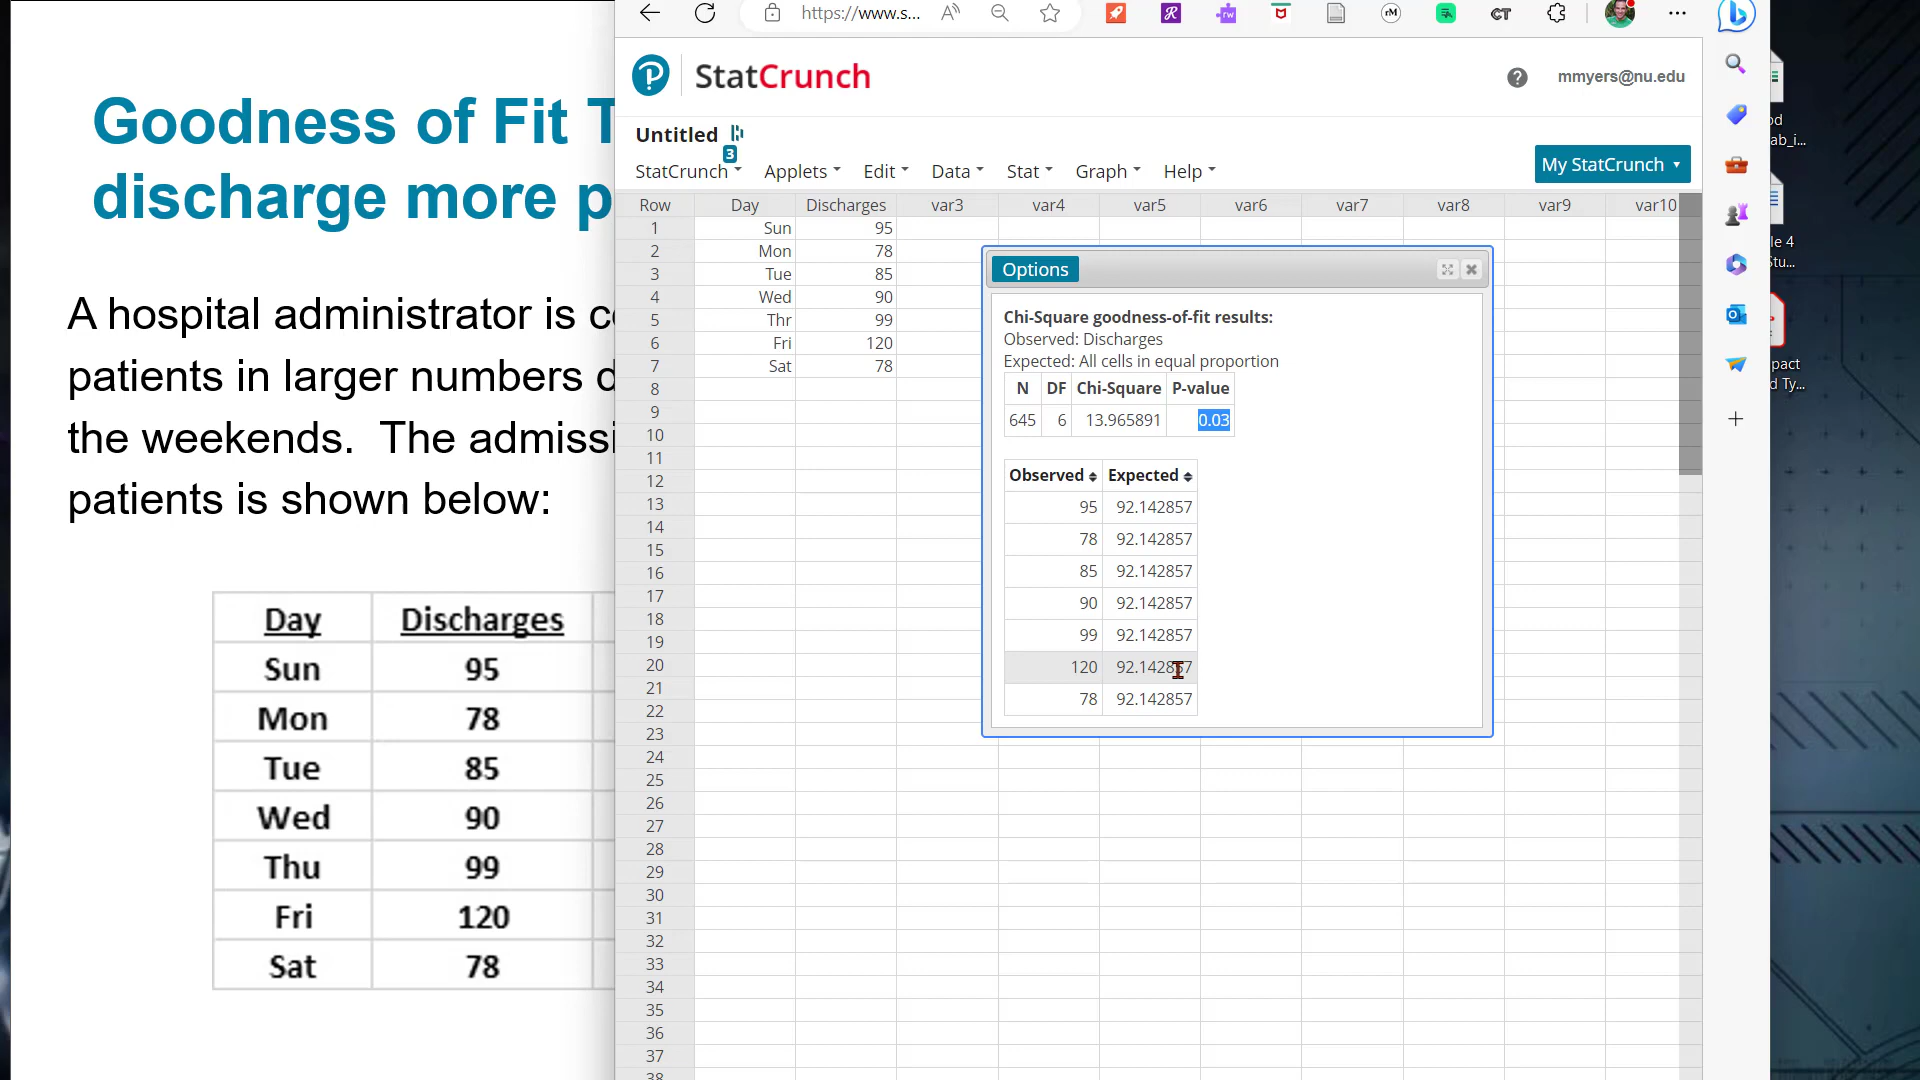 Goodness of Fit T
discharge more p
A hospital administrator is co
patients in larger numbers d
the weekends. The admissi
patients is shown below:
Day Discharges
Sun 95
Mon 78
Tue 85
Wed 90
Thu 99
Fri 120
Sat 78
https://www.s...
StatCrunch
mmyers@nu.edu
Untitled
3
StatCrunch Applets Edit Data Stat Graph Help
My StatCrunch
Row Day Discharges var3 var4 var5 var6 var7 var8 var9 var10
1 Sun 95
2 Mon 78
3 Tue 85
4 Wed 90
5 Thr 99
6 Fri 120
7 Sat 78
8
9
10
11
12
13
14
15
16
17
18
19
20
21
22
23
24
25
26
27
28
29
30
31
32
33
34
35
36
37
38
Options
Chi-Square goodness-of-fit results:
Observed: Discharges
Expected: All cells in equal proportion
N DF Chi-Square P-value
645 6 13.965891 0.03
Observed Expected
95 92.142857
78 92.142857
85 92.142857
90 92.142857
99 92.142857
120 92.142857
78 92.142857
od
ab_i...
le 4
Stu...
pact
d Ty...